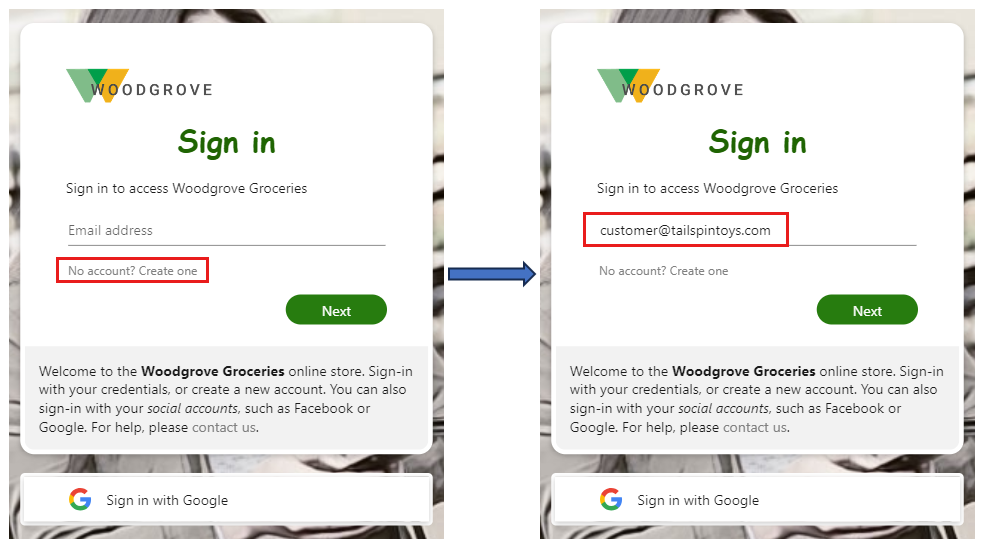 WOODGROVE
Sign in
Sign in to access Woodgrove Groceries
Email address
No account? Create one
Next
Welcome to the Woodgrove Groceries online store. Sign-in
with your credentials, or create a new account. You can also
sign-in with your social accounts, such as Facebook or
Google. For help, please contact us.
Sign in with Google
WOODGROVE
Sign in
Sign in to access Woodgrove Groceries
customer@tailspintoys.com
No account? Create one
Next
Welcome to the Woodgrove Groceries online store. Sign-in
with your credentials, or create a new account. You can also
sign-in with your social accounts, such as Facebook or
Google. For help, please contact us.
Sign in with Google